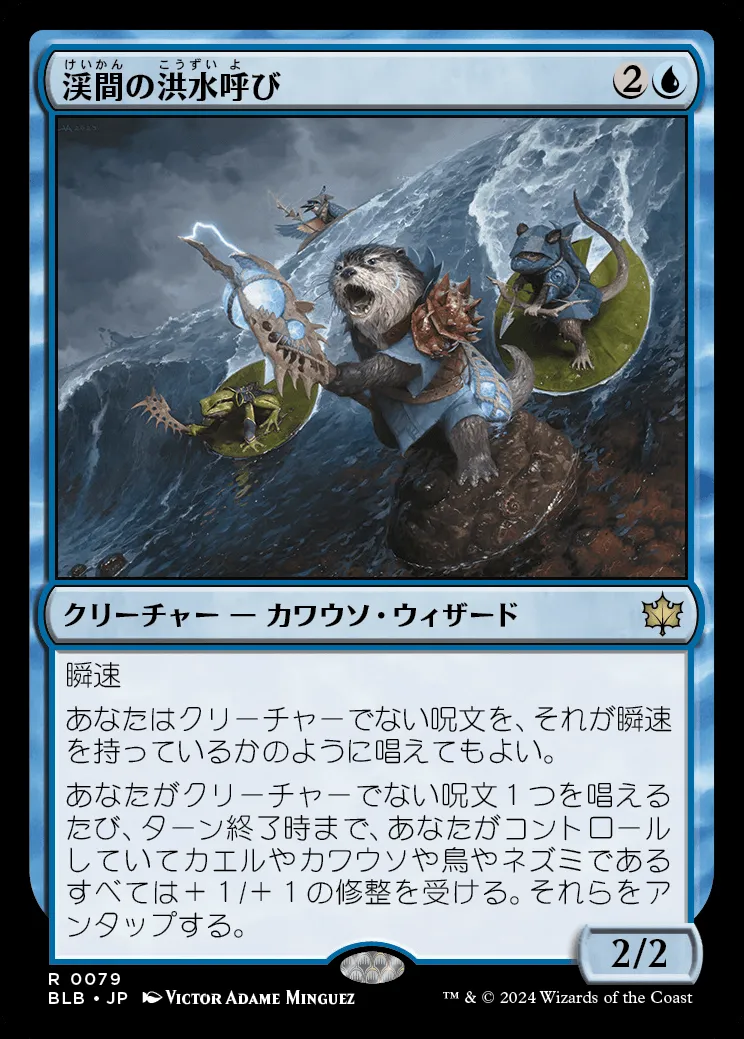 けいかん こうずい よ
渓間の洪水呼び
2
クリーチャー — カワウソ・ウィザード
瞬速
あなたはクリーチャーでない呪文を、それが瞬速
を持っているかのように唱えてもよい。
あなたがクリーチャーでない呪文1つを唱える
たび、ターン終了時まで、あなたがコントロール
していてカエルやカワウソや鳥やネズミである
すべては+1/+1の修整を受ける。それらをア
ンタップする。
2/2
R 0079
BLB • JP Victor Adame Minguez
™ & © 2024 Wizards of the Coast